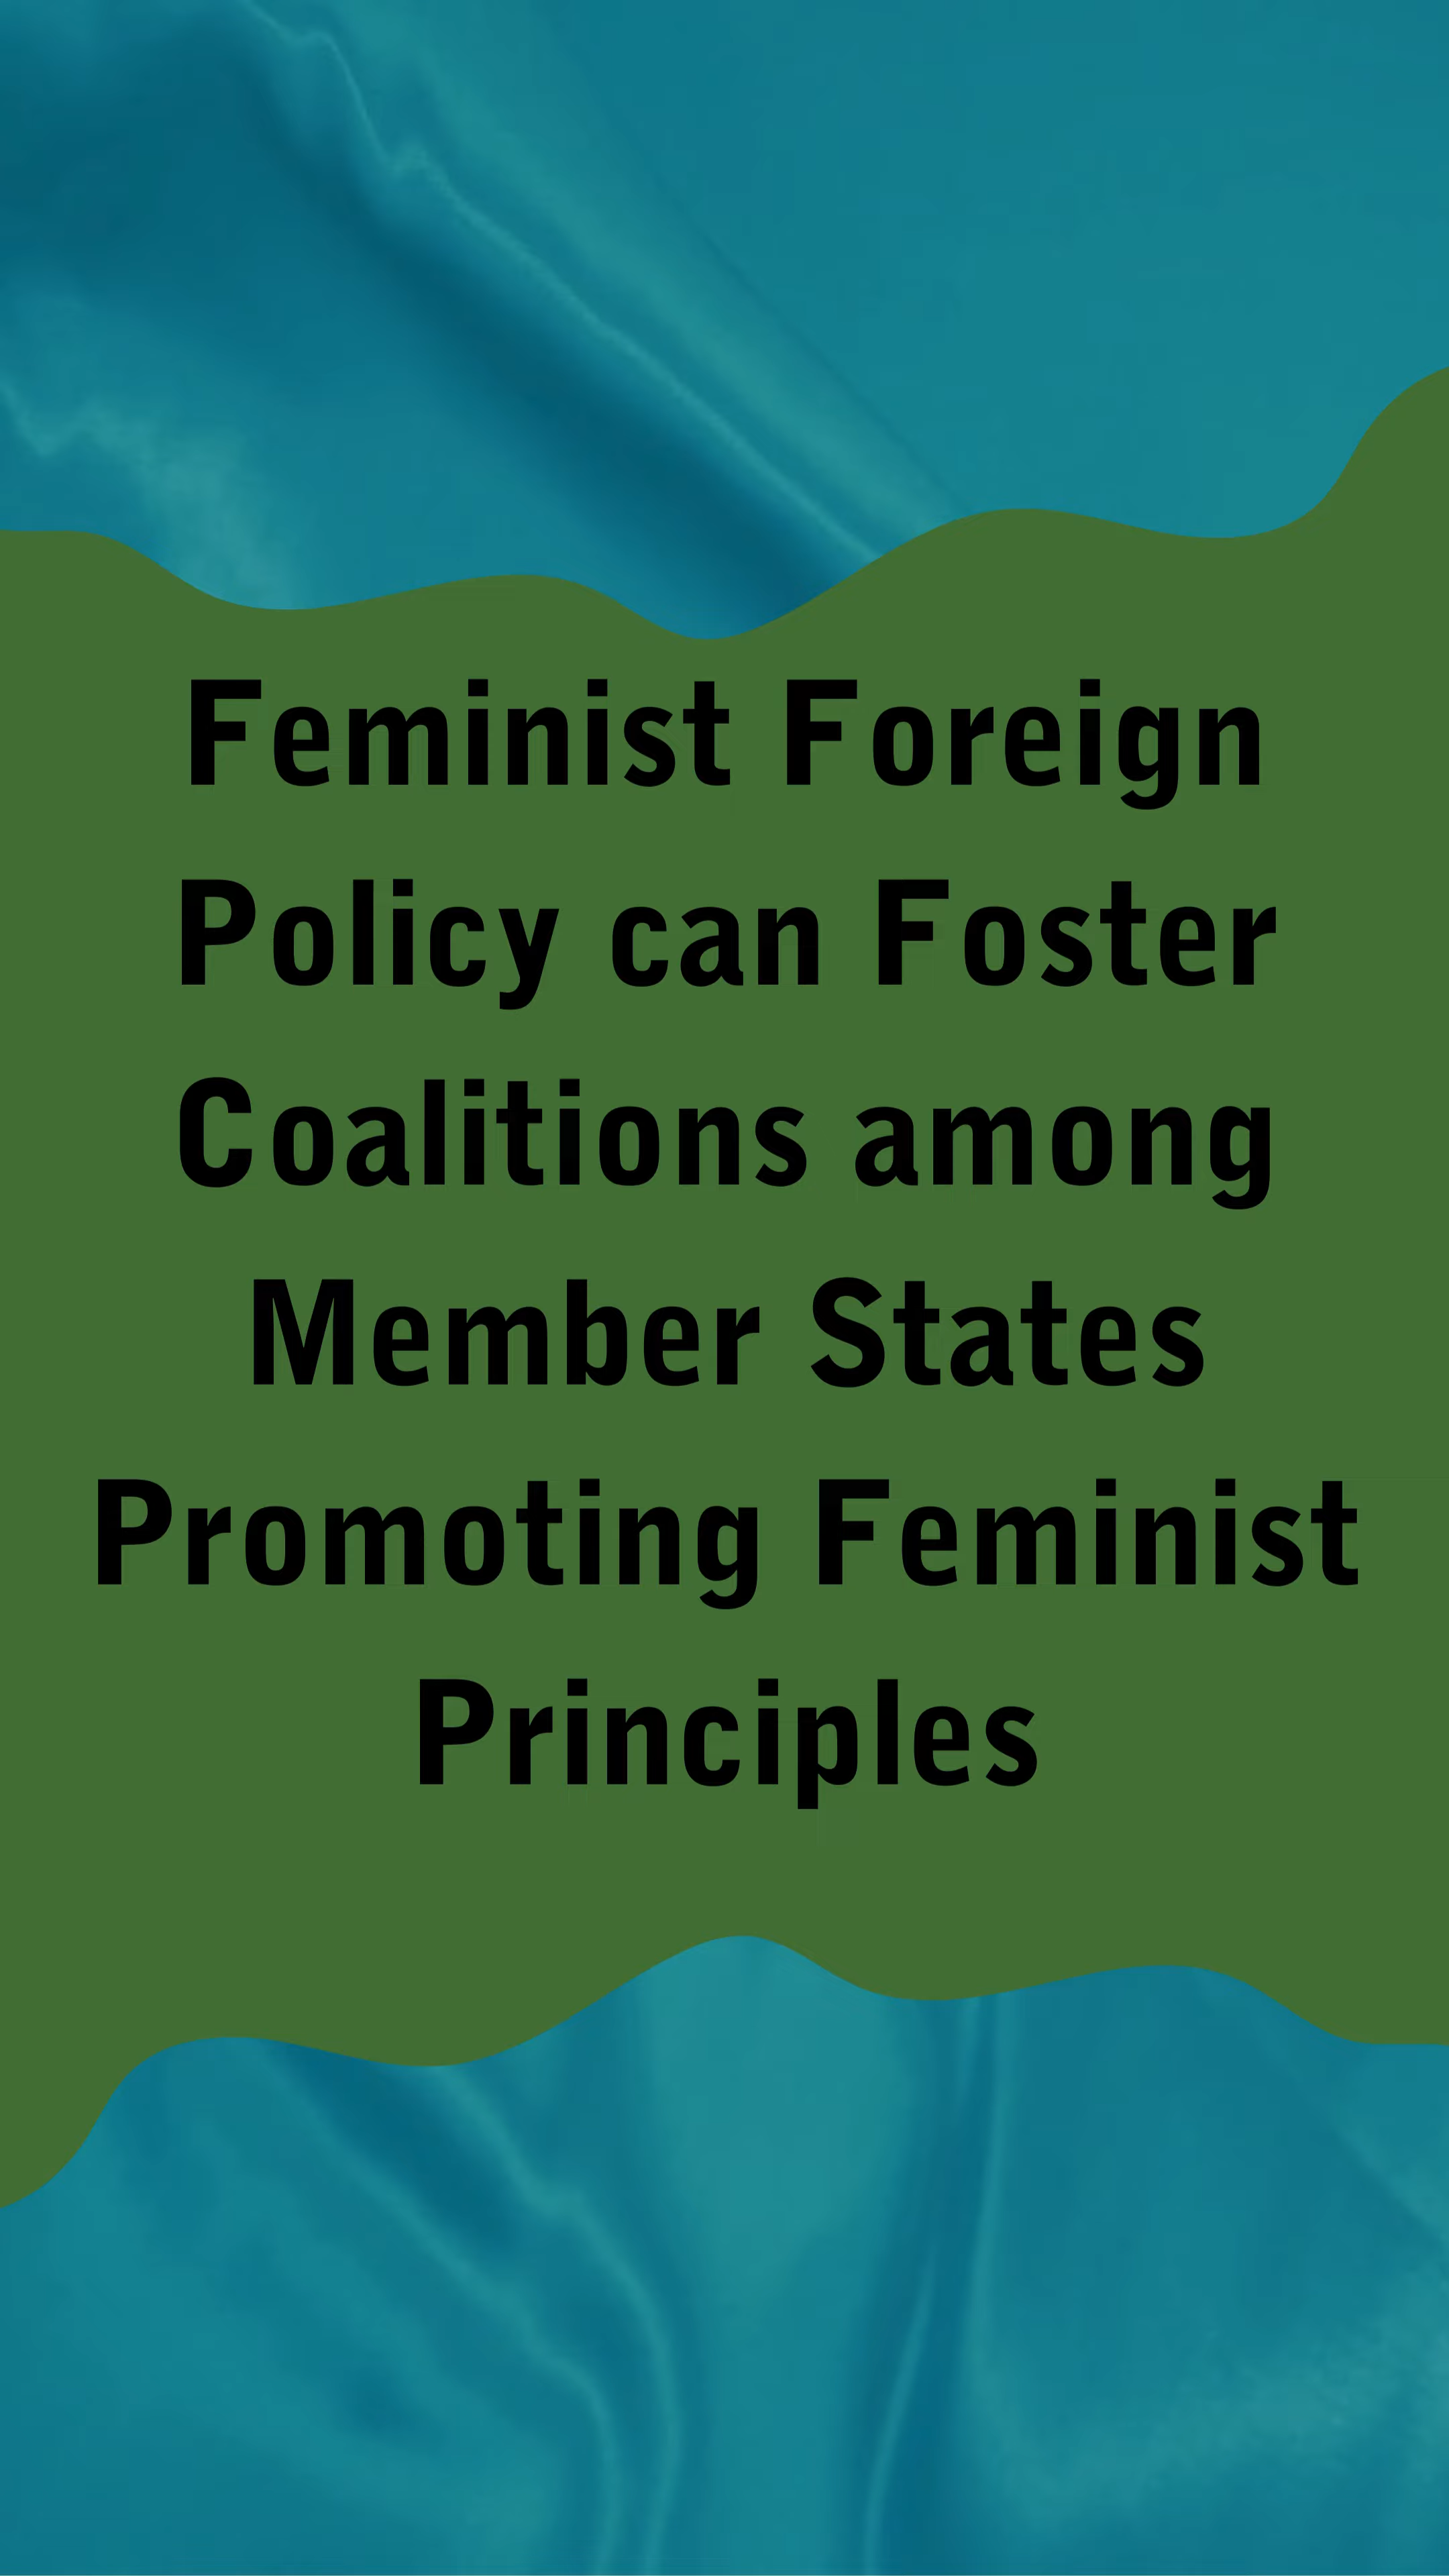 Feminist Foreign
Policy can Foster
Coalitions among
Member States
Promoting Feminist
Principles